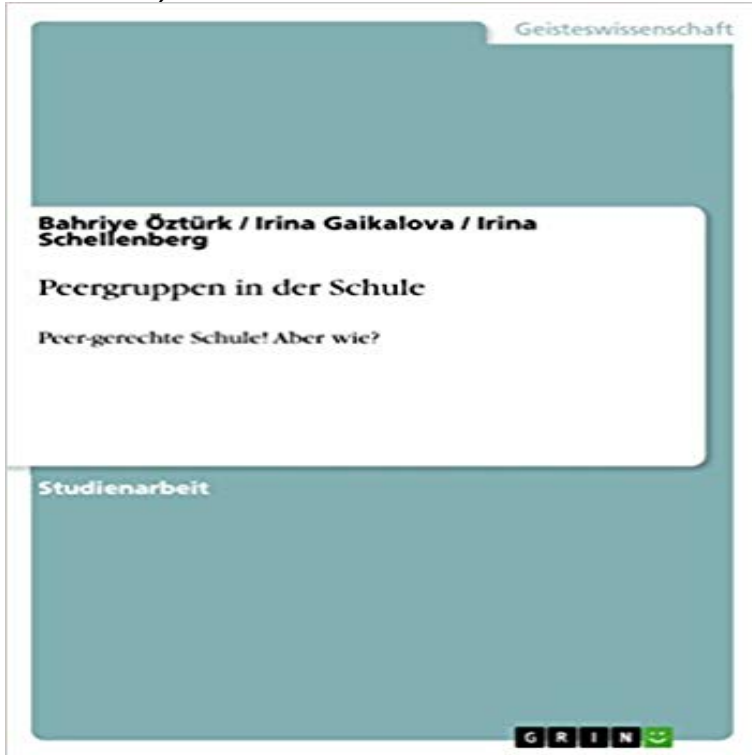 Geisteswissenschaft
Bahriye Öztürk / Irina Gaikalova / Irina
Schellenberg
Peergruppen in der Schule
Peer-gerechte Schule! Aber wie?
Studienarbeit
GRIN